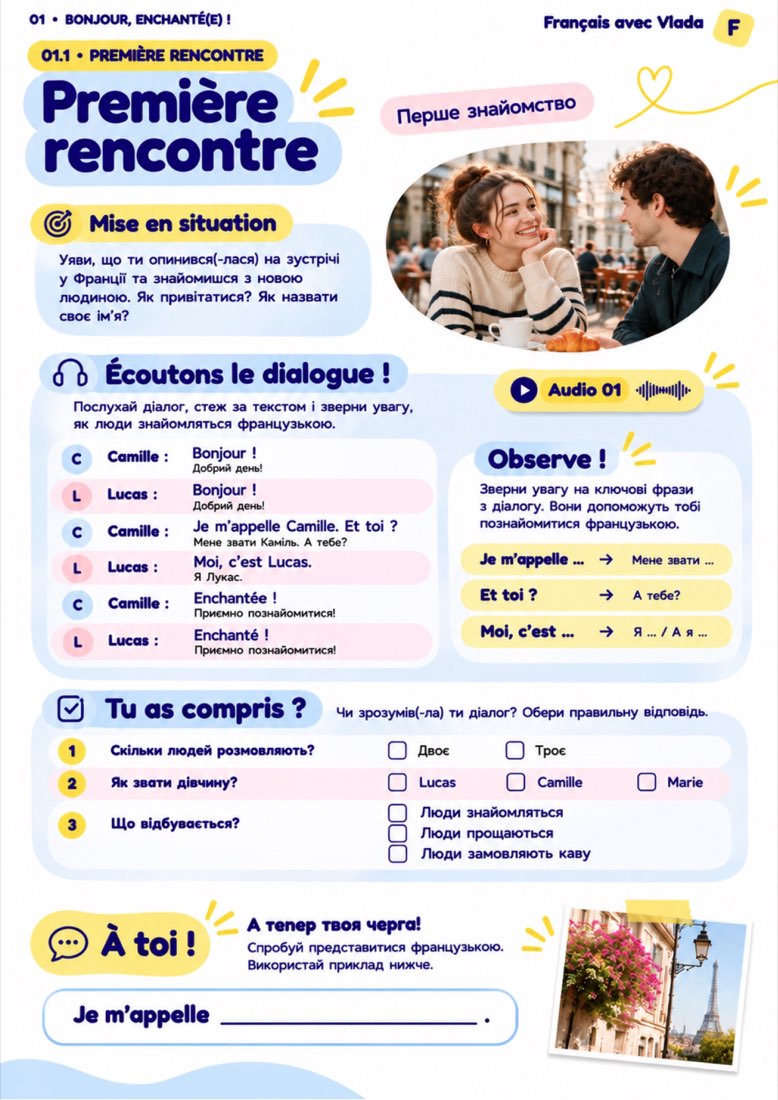 01 • BONJOUR, ENCHANTÉ(E) !
Français avec Vlada
F
01.1 • PREMIÈRE RENCONTRE
Première
rencontre
Перше знайомство
Mise en situation
Уяви, що ти опинився(-лася) на зустрічі
у Франції та знайомишся з новою
людиною. Як привітатися? Як назвати
своє ім’я?
Écoutons le dialogue !
Audio 01
Послухай діалог, стеж за текстом і зверни увагу,
як люди знайомляться французькою.
C Camille : Bonjour !
Добрий день!
L Lucas : Bonjour !
Добрий день!
C Camille : Je m’appelle Camille. Et toi ?
Мене звати Каміль. А тебе?
L Lucas : Moi, c’est Lucas.
Я Лукас.
C Camille : Enchantée !
Приємно познайомитися!
L Lucas : Enchanté !
Приємно познайомитися!
Observe !
Зверни увагу на ключові фрази
з діалогу. Вони допоможуть тобі
познайомитися французькою.
Je m’appelle ... → Мене звати ...
Et toi ? → А тебе?
Moi, c’est ... → Я ... / А я ...
Tu as compris ?
Чи зрозумів(-ла) ти діалог? Обери правильну відповідь.
1 Скільки людей розмовляють? Двоє Троє
2 Як звати дівчину? Lucas Camille Marie
3 Що відбувається?
Люди знайомляться
Люди прощаються
Люди замовляють каву
À toi !
А тепер твоя черга!
Спробуй представитися французькою.
Використай приклад нижче.
Je m’appelle ______________________ .